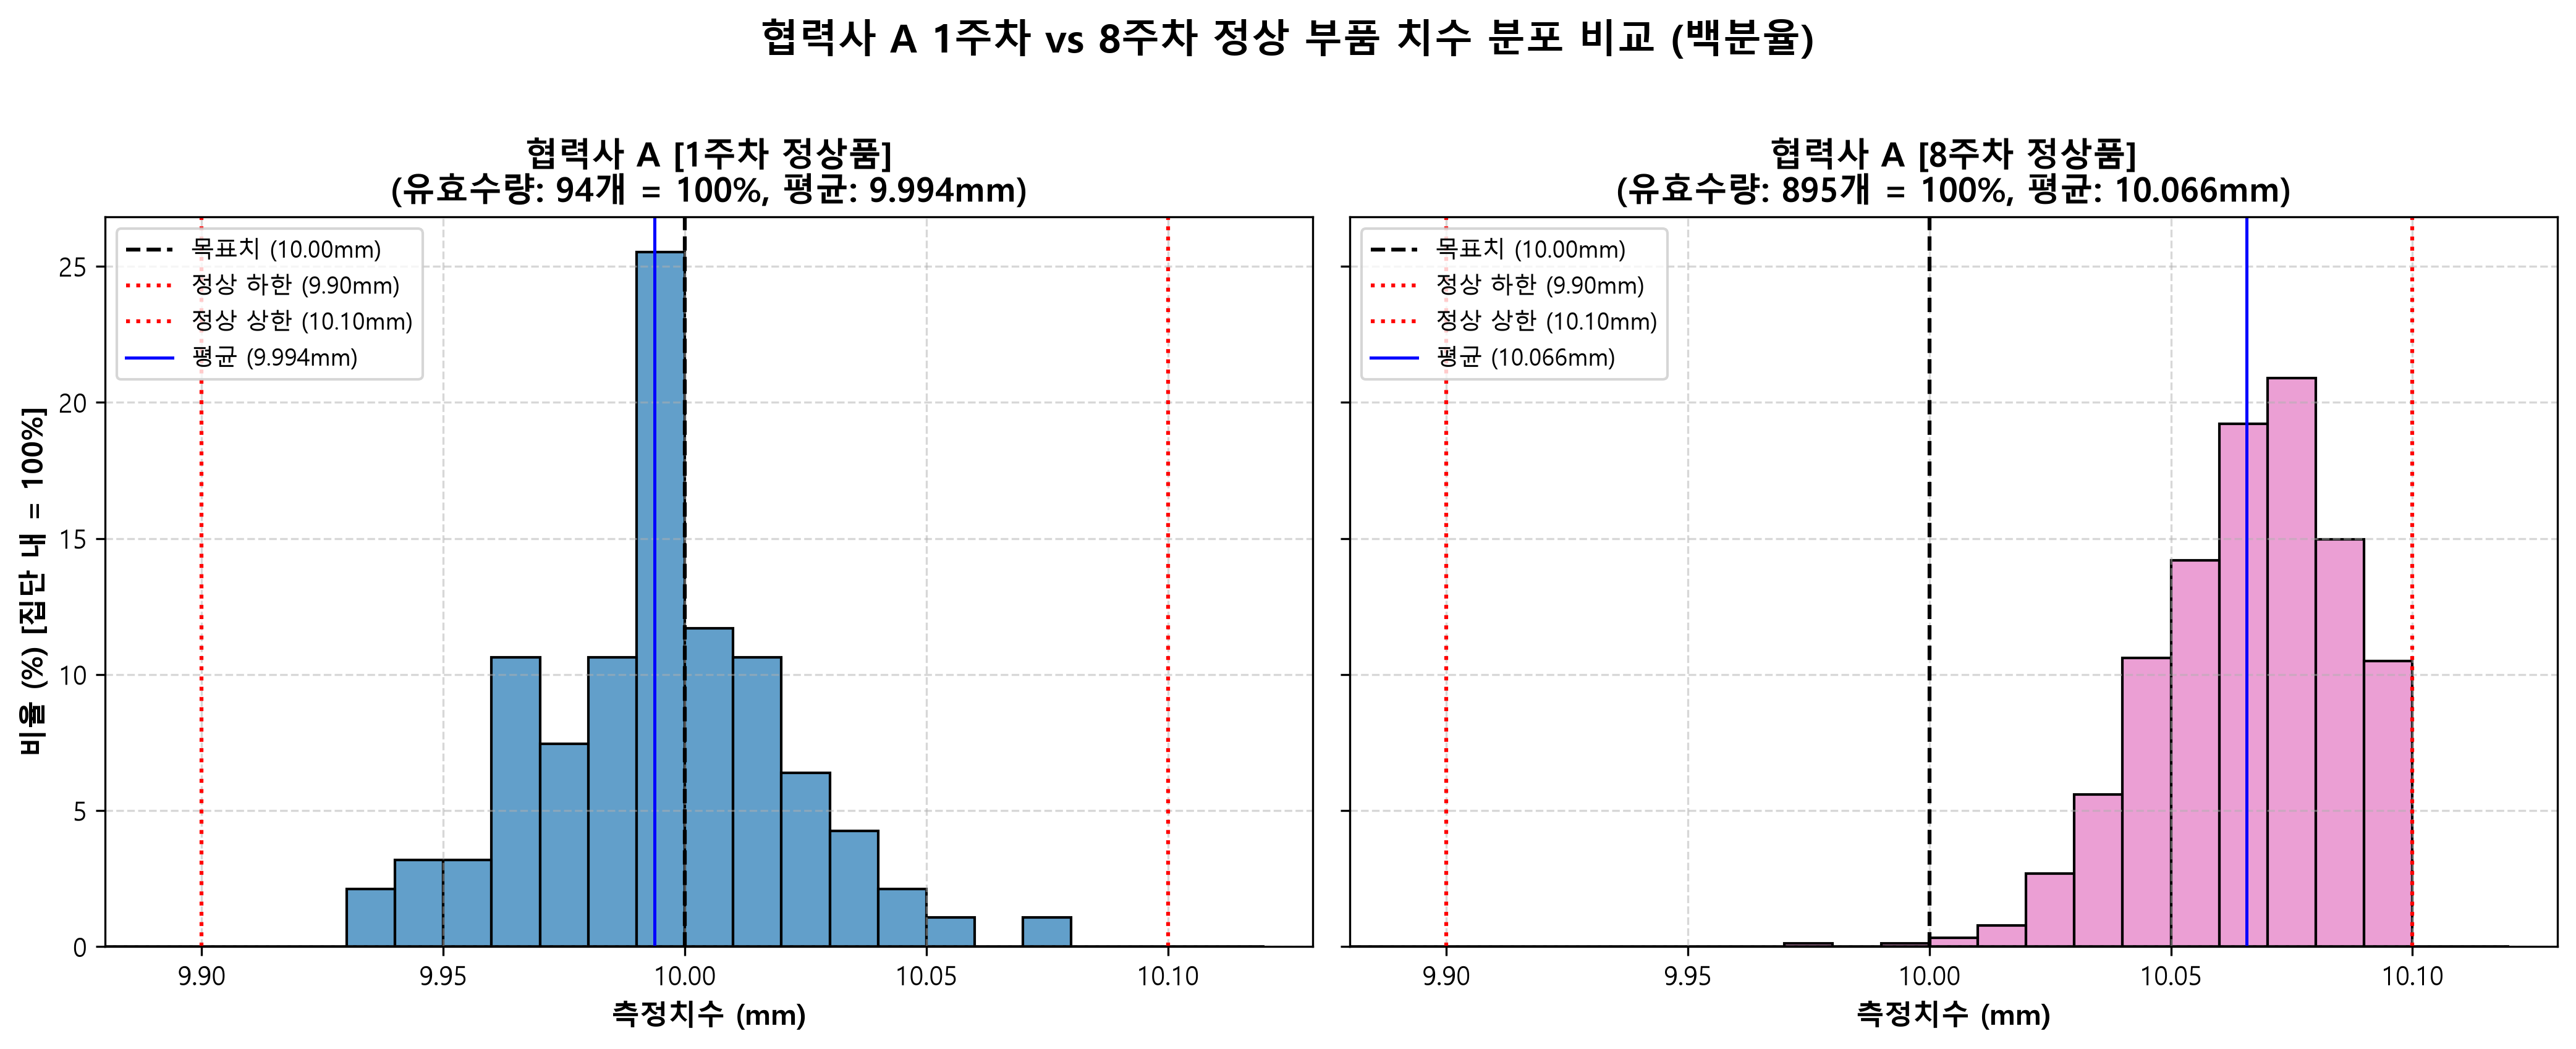 협력사 A 1주차 vs 8주차 정상 부품 치수 분포 비교 (백분율)
협력사 A [1주차 정상품]
(유효수량: 94개 = 100%, 평균: 9.994mm)
목표치 (10.00mm)
정상 하한 (9.90mm)
정상 상한 (10.10mm)
평균 (9.994mm)
비율 (%) [집단 내 = 100%]
25
20
15
10
5
0
9.90
9.95
10.00
10.05
10.10
측정치수 (mm)
협력사 A [8주차 정상품]
(유효수량: 895개 = 100%, 평균: 10.066mm)
목표치 (10.00mm)
정상 하한 (9.90mm)
정상 상한 (10.10mm)
평균 (10.066mm)
9.90
9.95
10.00
10.05
10.10
측정치수 (mm)